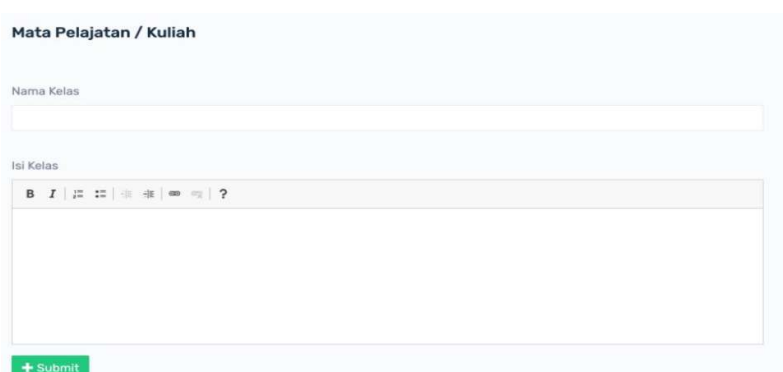 Mata Pelajatan / Kuliah
Nama Kelas
Isi Kelas
B I ?
+ Submit